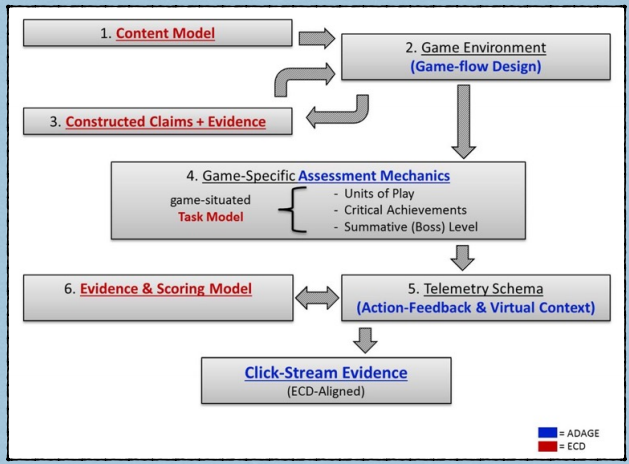 1. Content Model
2. Game Environment
(Game-flow Design)
3. Constructed Claims + Evidence
4. Game-Specific Assessment Mechanics
game-situated
Task Model
- Units of Play
- Critical Achievements
- Summative (Boss) Level
6. Evidence & Scoring Model
5. Telemetry Schema
(Action-Feedback & Virtual Context)
Click-Stream Evidence
(ECD-Aligned)
= ADAGE
= ECD